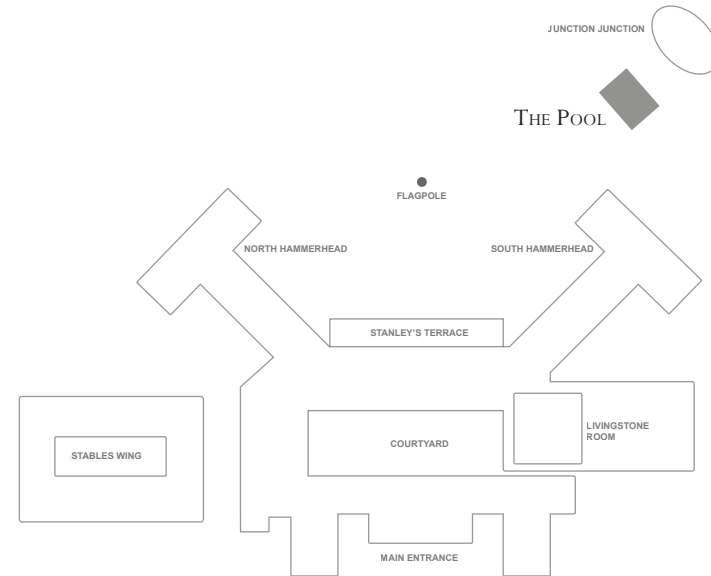 JUNCTION JUNCTION
THE POOL
FLAGPOLE
NORTH HAMMERHEAD
SOUTH HAMMERHEAD
STANLEY'S TERRACE
LIVINGSTONE
ROOM
COURTYARD
STABLES WING
MAIN ENTRANCE